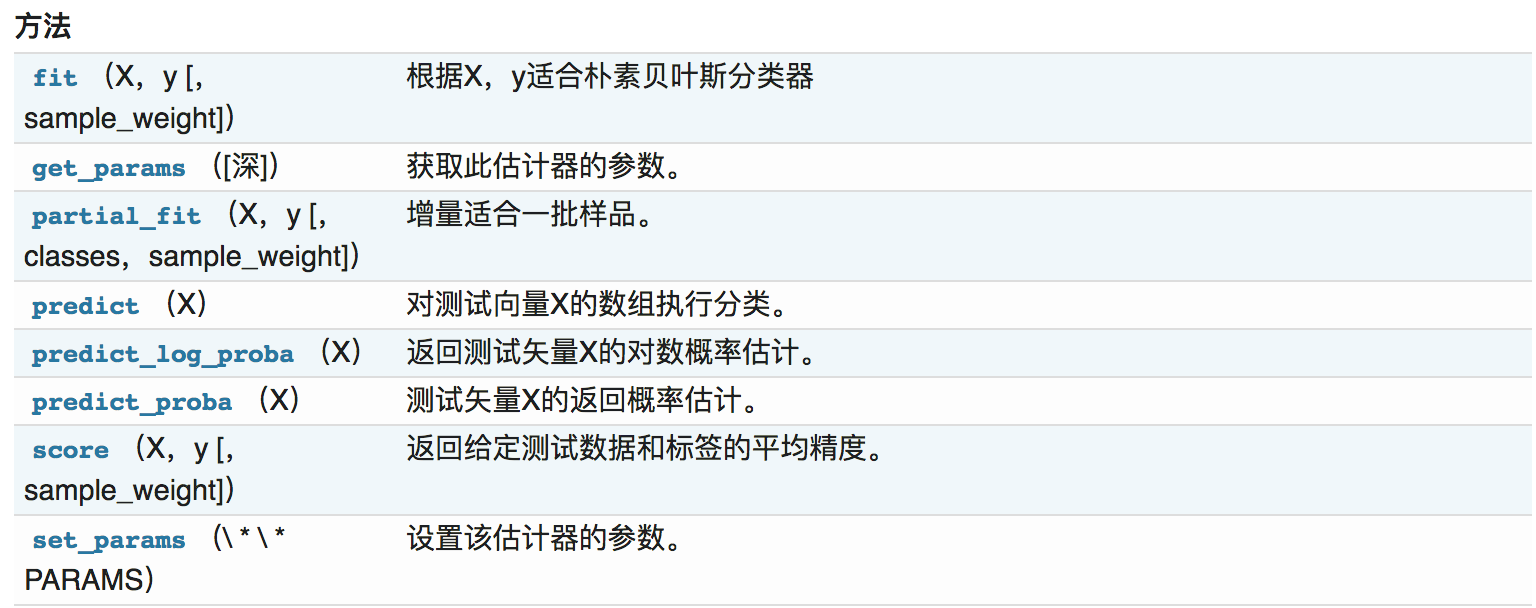 方法
fit （X，y [， 根据X，y适合朴素贝叶斯分类器
sample_weight]）
get_params （[深]） 获取此估计器的参数。
partial_fit （X，y [， 增量适合一批样品。
classes，sample_weight]）
predict （X） 对测试向量X的数组执行分类。
predict_log_proba （X） 返回测试矢量X的对数概率估计。
predict_proba （X） 测试矢量X的返回概率估计。
score （X，y [， 返回给定测试数据和标签的平均精度。
sample_weight]）
set_params （\ * \ * 设置该估计器的参数。
PARAMS）